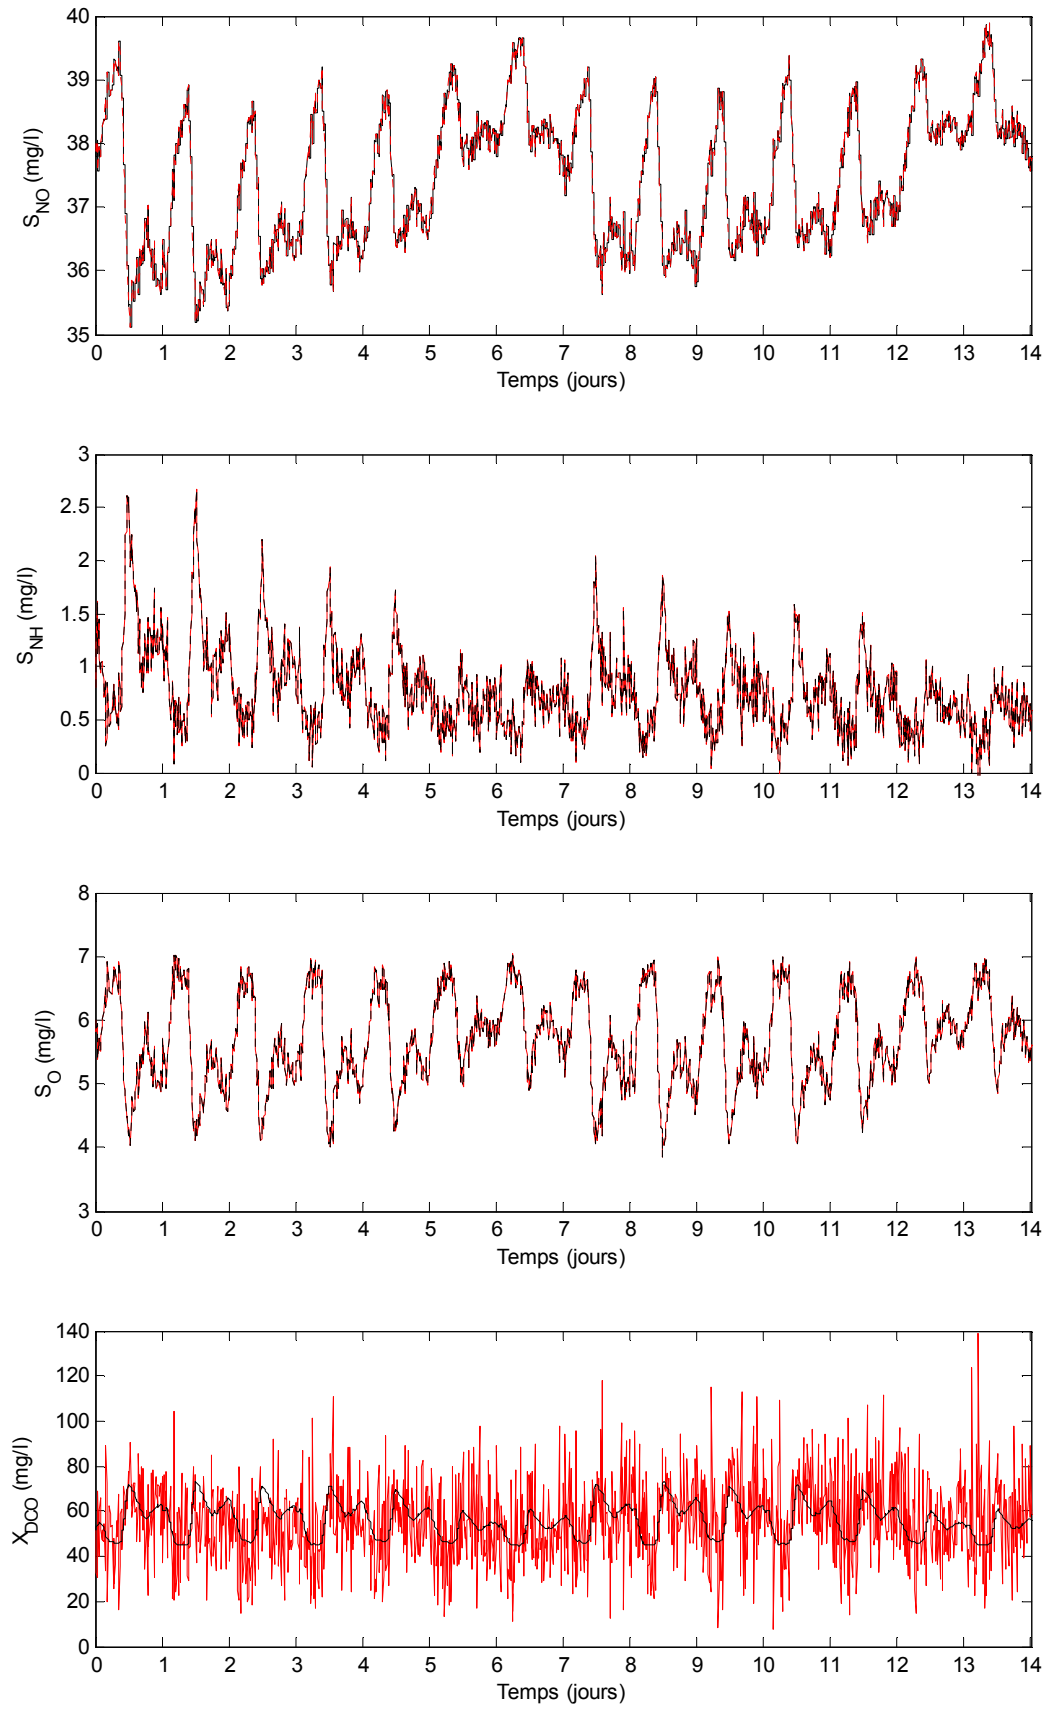 40
39
38
37
36
35
S_NO (mg/l)
0 1 2 3 4 5 6 7 8 9 10 11 12 13 14
Temps (jours)
3
2.5
2
1.5
1
0.5
0
S_NH (mg/l)
0 1 2 3 4 5 6 7 8 9 10 11 12 13 14
Temps (jours)
8
7
6
5
4
3
S_O (mg/l)
0 1 2 3 4 5 6 7 8 9 10 11 12 13 14
Temps (jours)
140
120
100
80
60
40
20
0
X_DCO (mg/l)
0 1 2 3 4 5 6 7 8 9 10 11 12 13 14
Temps (jours)